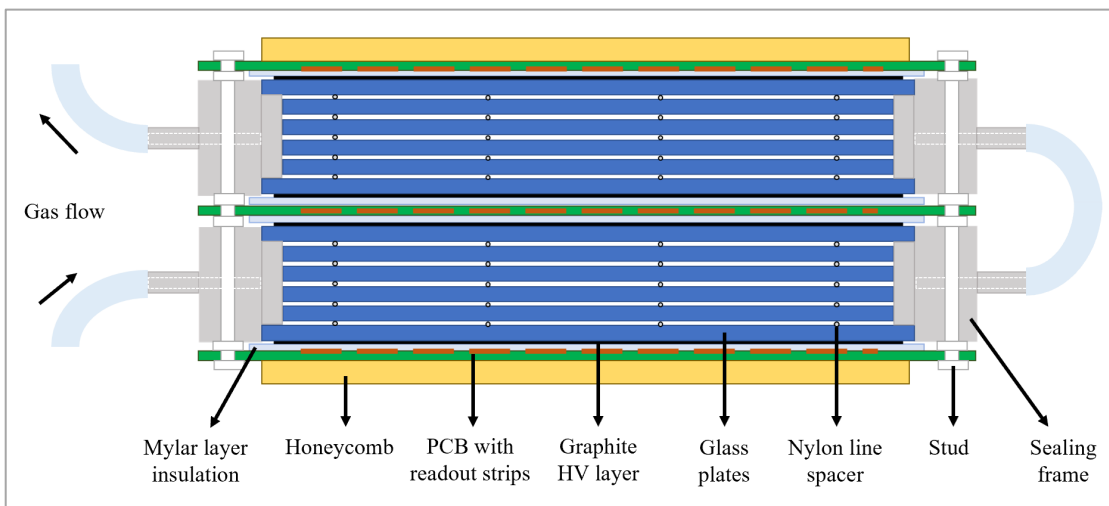 Gas flow
Mylar layer
insulation
Honeycomb
PCB with
readout strips
Graphite
HV layer
Glass
plates
Nylon line
spacer
Stud
Sealing
frame